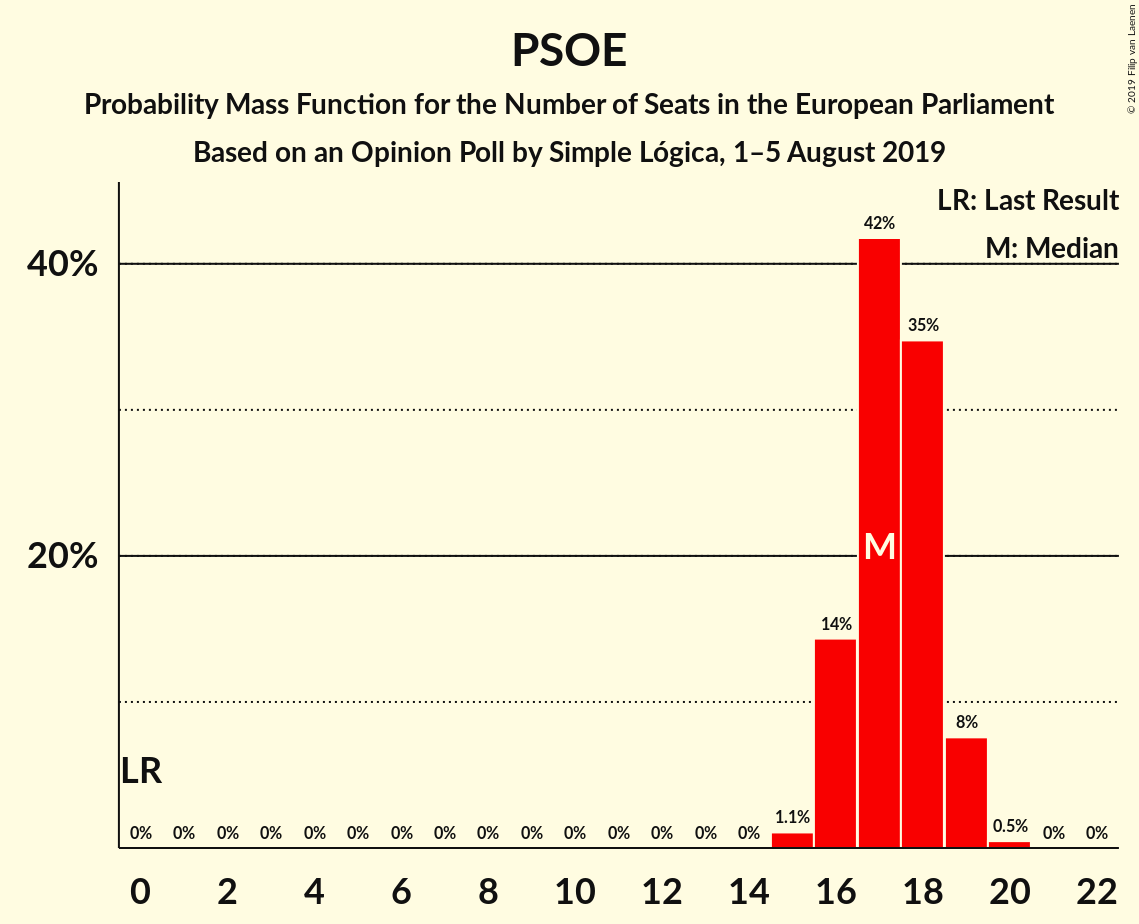 PSOE
Probability Mass Function for the Number of Seats in the European Parliament
Based on an Opinion Poll by Simple Lógica, 1–5 August 2019
© 2019 Filip van Laenen
LR: Last Result
M: Median
40%
20%
42%
35%
14%
8%
1.1%
0.5%
M
LR
0% 0% 0% 0% 0% 0% 0% 0% 0% 0% 0% 0% 0% 0% 0% 0% 0%
0 2 4 6 8 10 12 14 16 18 20 22